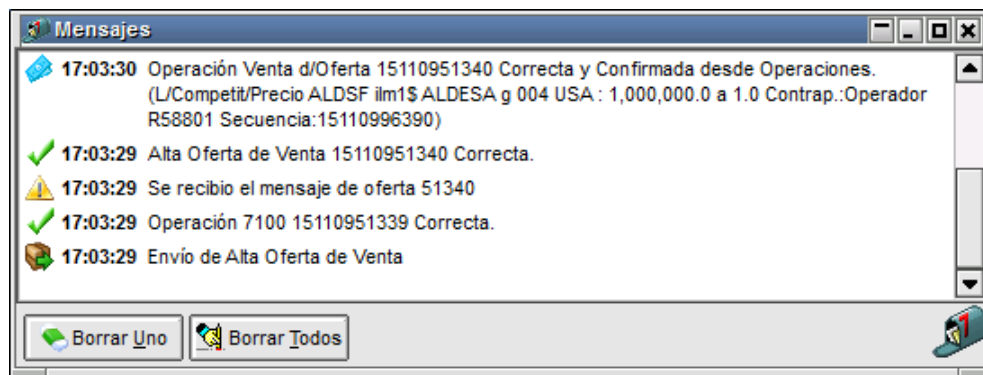 Mensajes
17:03:30 Operación Venta d/Oferta 15110951340 Correcta y Confirmada desde Operaciones.
(L/Competit/Precio ALDSF ilm1$ ALDESA g 004 USA : 1,000,000.0 a 1.0 Contrap.:Operador
R58801 Secuencia:15110996390)
17:03:29 Alta Oferta de Venta 15110951340 Correcta.
17:03:29 Se recibio el mensaje de oferta 51340
17:03:29 Operación 7100 15110951339 Correcta.
17:03:29 Envío de Alta Oferta de Venta
Borrar Uno Borrar Todos